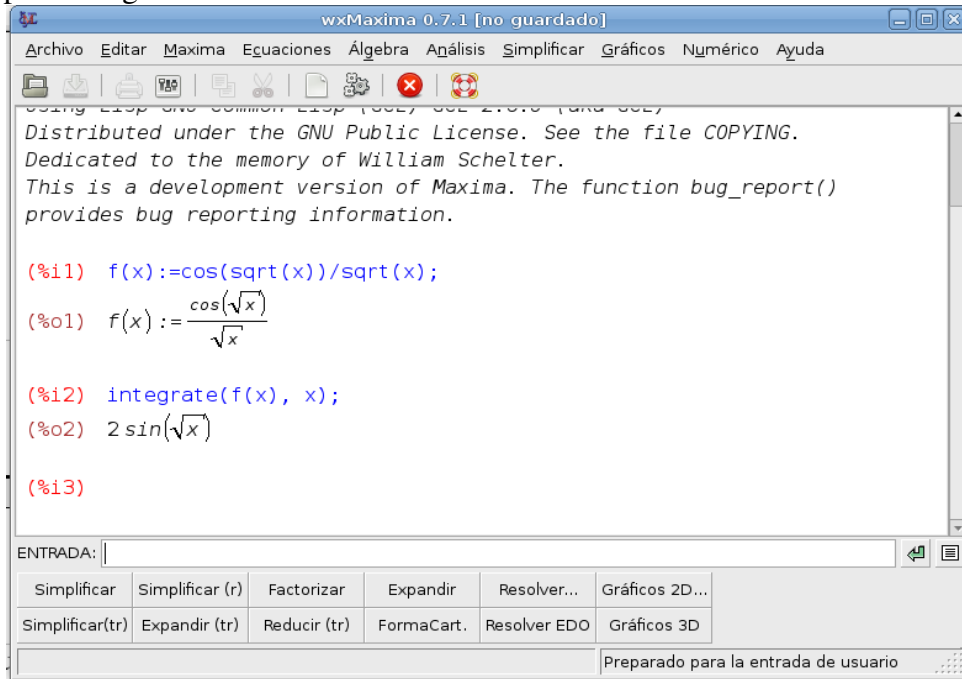 wxMaxima 0.7.1 [no guardado]
Archivo Editar Maxima Ecuaciones Álgebra Análisis Simplificar Gráficos Numérico Ayuda
Distributed under the GNU Public License. See the file COPYING.
Dedicated to the memory of William Schelter.
This is a development version of Maxima. The function bug_report()
provides bug reporting information.
(%i1) f(x):=cos(sqrt(x))/sqrt(x);
(%o1) f(x):=cos(√x)/√x
(%i2) integrate(f(x), x);
(%o2) 2 sin(√x)
(%i3)
ENTRADA:
Simplificar Simplificar (r) Factorizar Expandir Resolver... Gráficos 2D...
Simplificar(tr) Expandir (tr) Reducir (tr) FormaCart. Resolver EDO Gráficos 3D
Preparado para la entrada de usuario